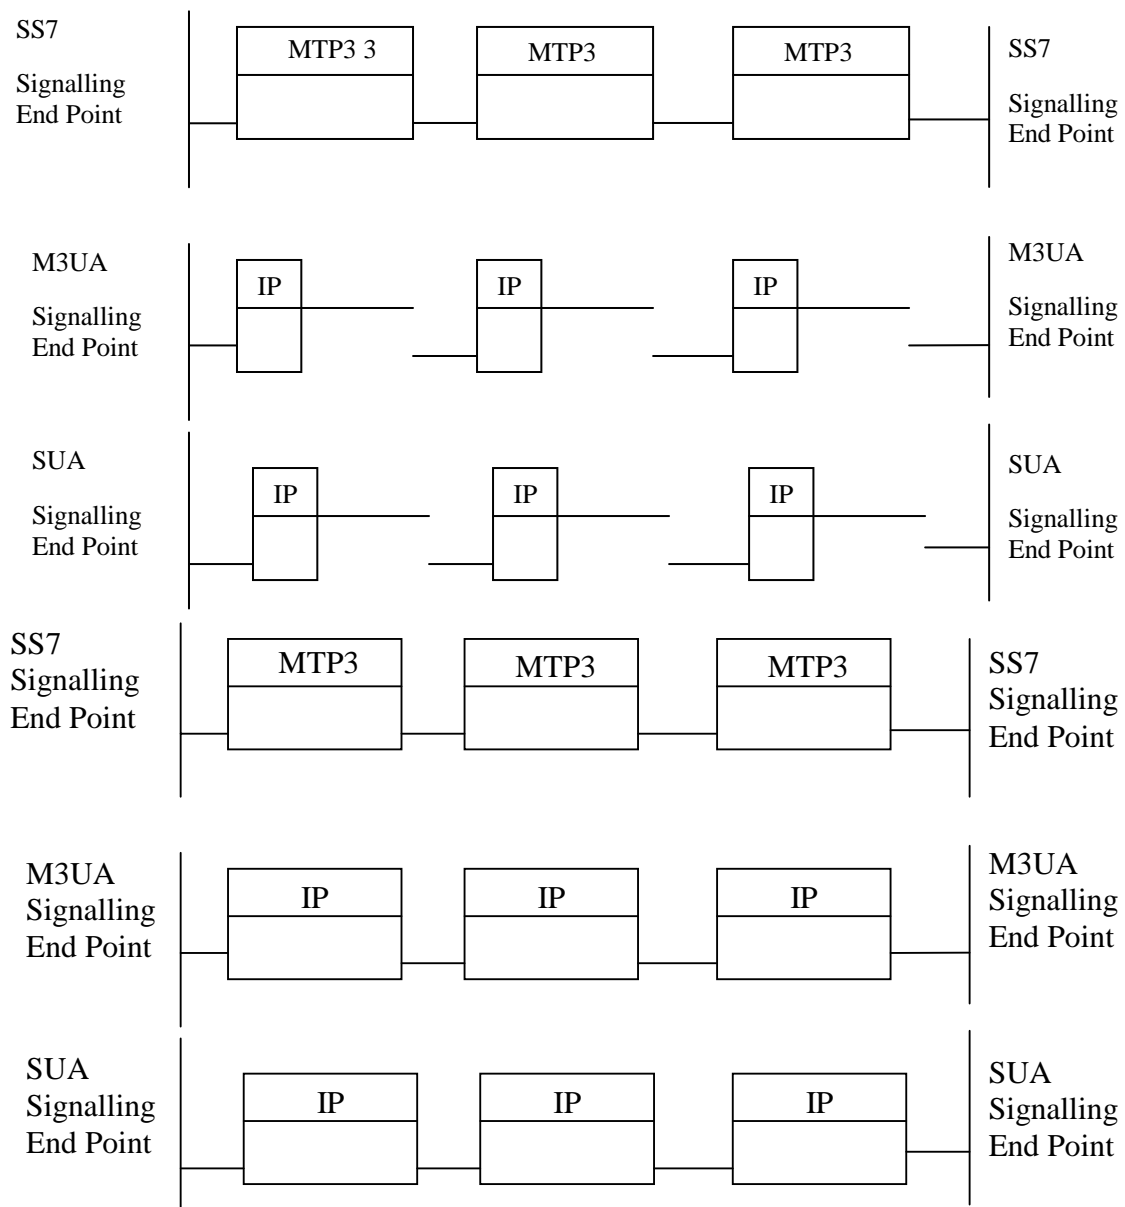 SS7
Signalling
End Point
MTP3 3
MTP3
MTP3
SS7
Signalling
End Point
M3UA
Signalling
End Point
IP
IP
IP
M3UA
Signalling
End Point
SUA
Signalling
End Point
IP
IP
IP
SUA
Signalling
End Point
SS7
Signalling
End Point
MTP3
MTP3
MTP3
SS7
Signalling
End Point
M3UA
Signalling
End Point
IP
IP
IP
M3UA
Signalling
End Point
SUA
Signalling
End Point
IP
IP
IP
SUA
Signalling
End Point